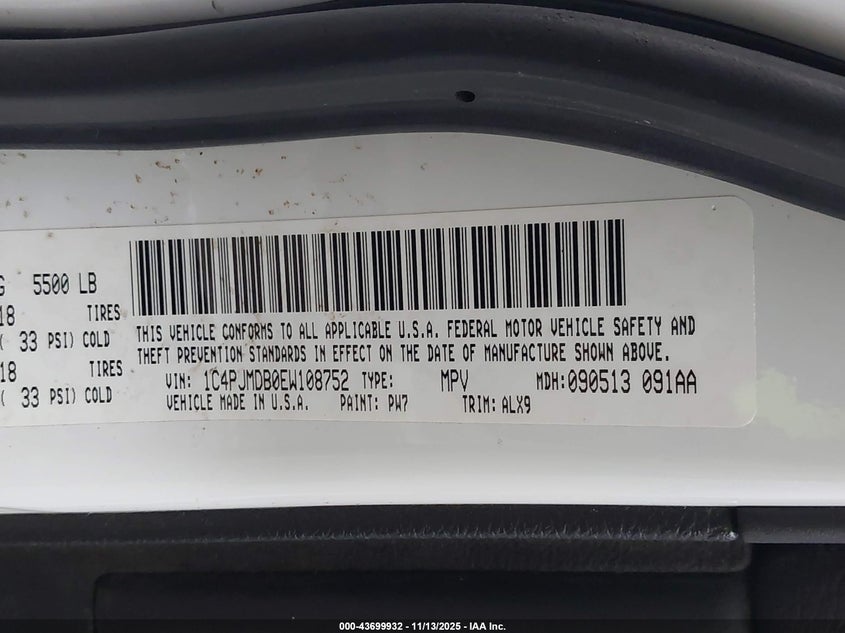 G 5500 LB
18 TIRES
( 33 PSI) COLD
18 TIRES
( 33 PSI) COLD
THIS VEHICLE CONFORMS TO ALL APPLICABLE U.S.A. FEDERAL MOTOR VEHICLE SAFETY AND
THEFT PREVENTION STANDARDS IN EFFECT ON THE DATE OF MANUFACTURE SHOWN ABOVE.
VIN: 1C4PJMDB0EW108752 TYPE: MPV MDH:090513 091AA
VEHICLE MADE IN U.S.A. PAINT: PW7 TRIM: ALX9
000-43699932 - 11/13/2025 - IAA Inc.